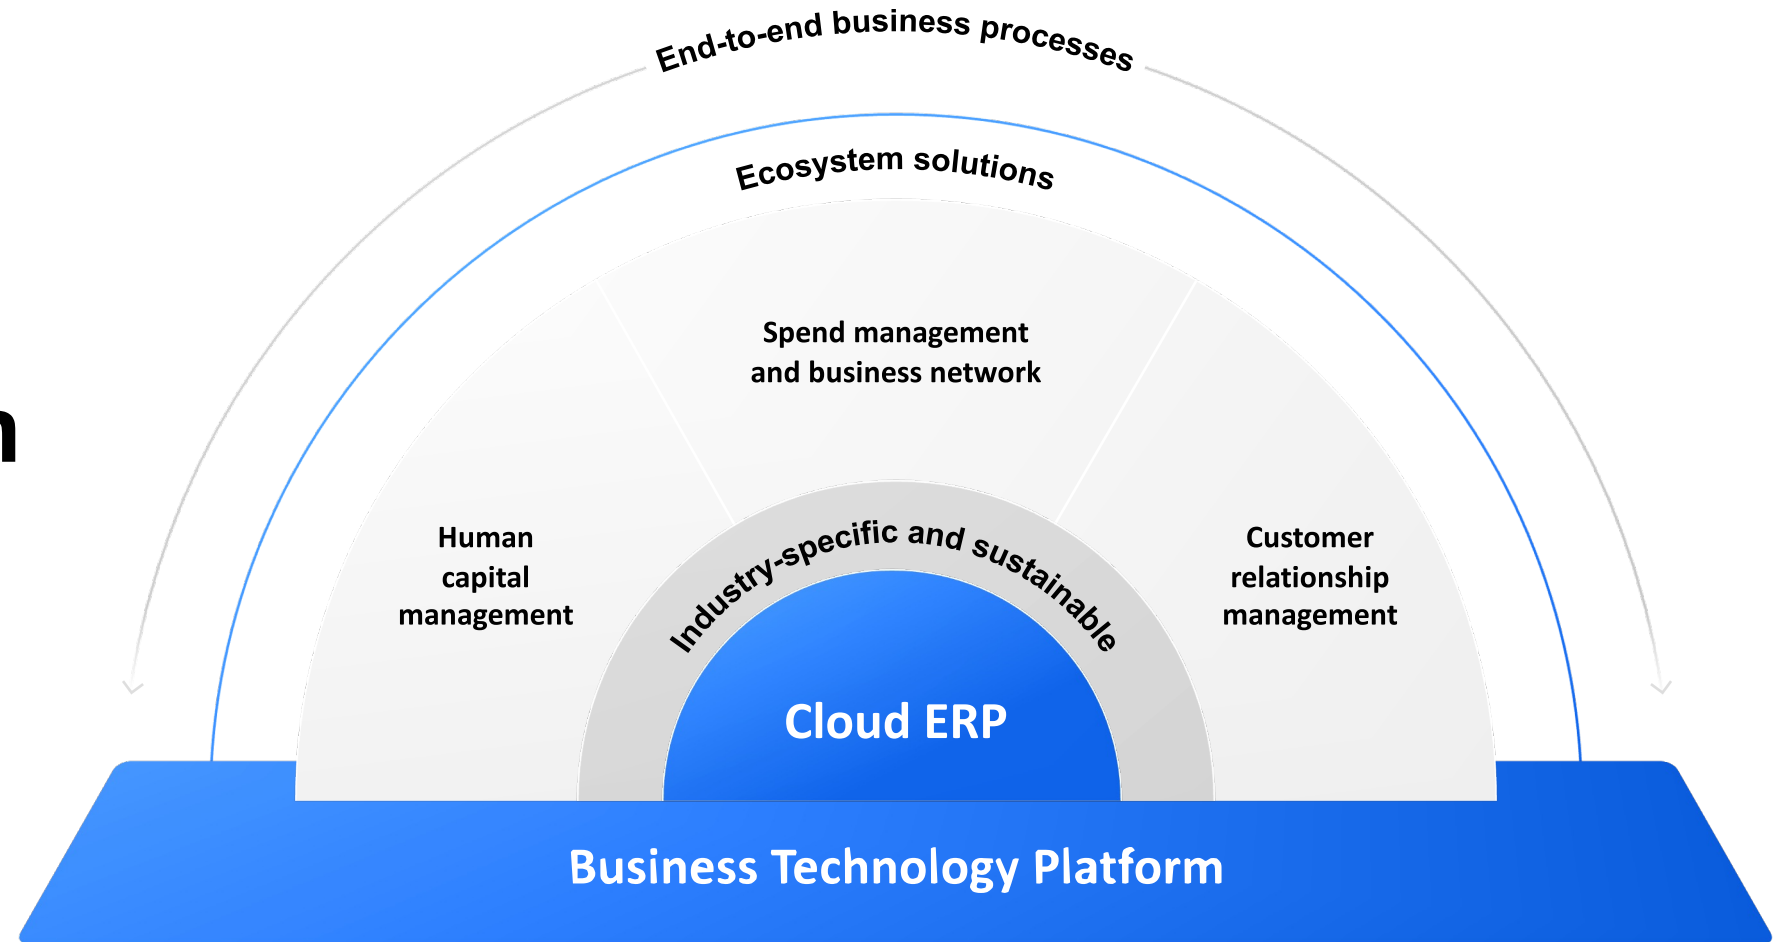 End-to-end business processes
Ecosystem solutions
Spend management
and business network
Human
capital
management
Customer
relationship
management
Industry-specific and sustainable
Cloud ERP
Business Technology Platform